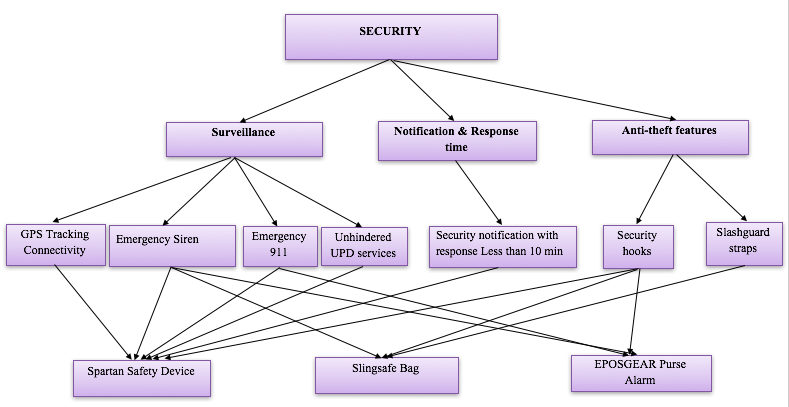 SECURITY
Surveillance
Notification & Response
time
Anti-theft features
GPS Tracking
Connectivity
Emergency Siren
Emergency
911
Unhindered
UPD services
Security notification with
response Less than 10 min
Security
hooks
Slashguard
straps
Spartan Safety Device
Slingsafe Bag
EPOSGEAR Purse
Alarm